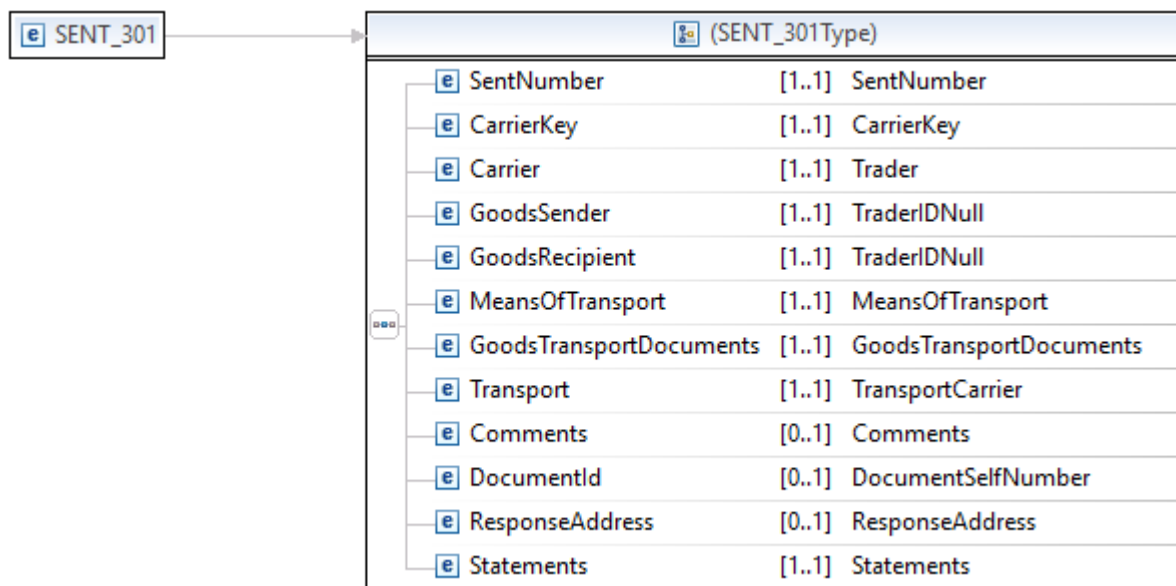 e SENT_301
(SENT_301Type)
e SentNumber [1..1] SentNumber
e CarrierKey [1..1] CarrierKey
e Carrier [1..1] Trader
e GoodsSender [1..1] TraderIDNull
e GoodsRecipient [1..1] TraderIDNull
e MeansOfTransport [1..1] MeansOfTransport
e GoodsTransportDocuments [1..1] GoodsTransportDocuments
e Transport [1..1] TransportCarrier
e Comments [0..1] Comments
e DocumentId [0..1] DocumentSelfNumber
e ResponseAddress [0..1] ResponseAddress
e Statements [1..1] Statements